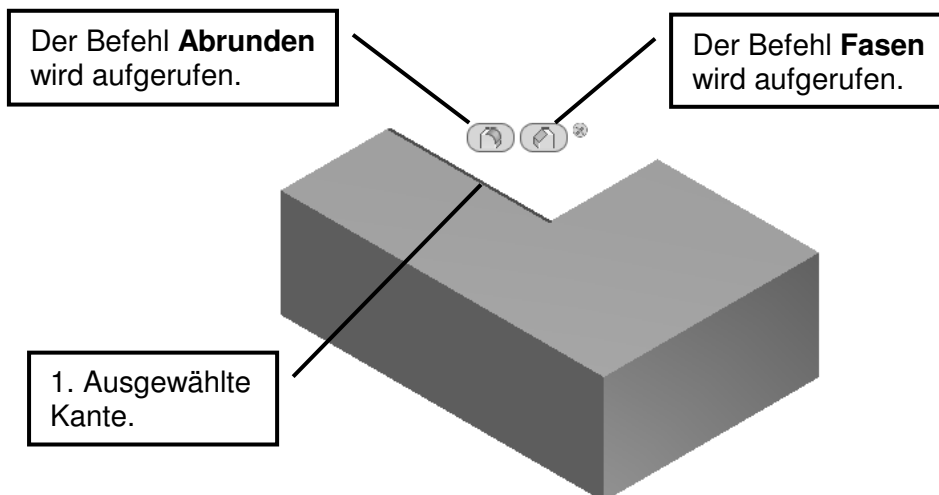 Der Befehl Abrunden
wird aufgerufen.
Der Befehl Fasen
wird aufgerufen.
1. Ausgewählte
Kante.